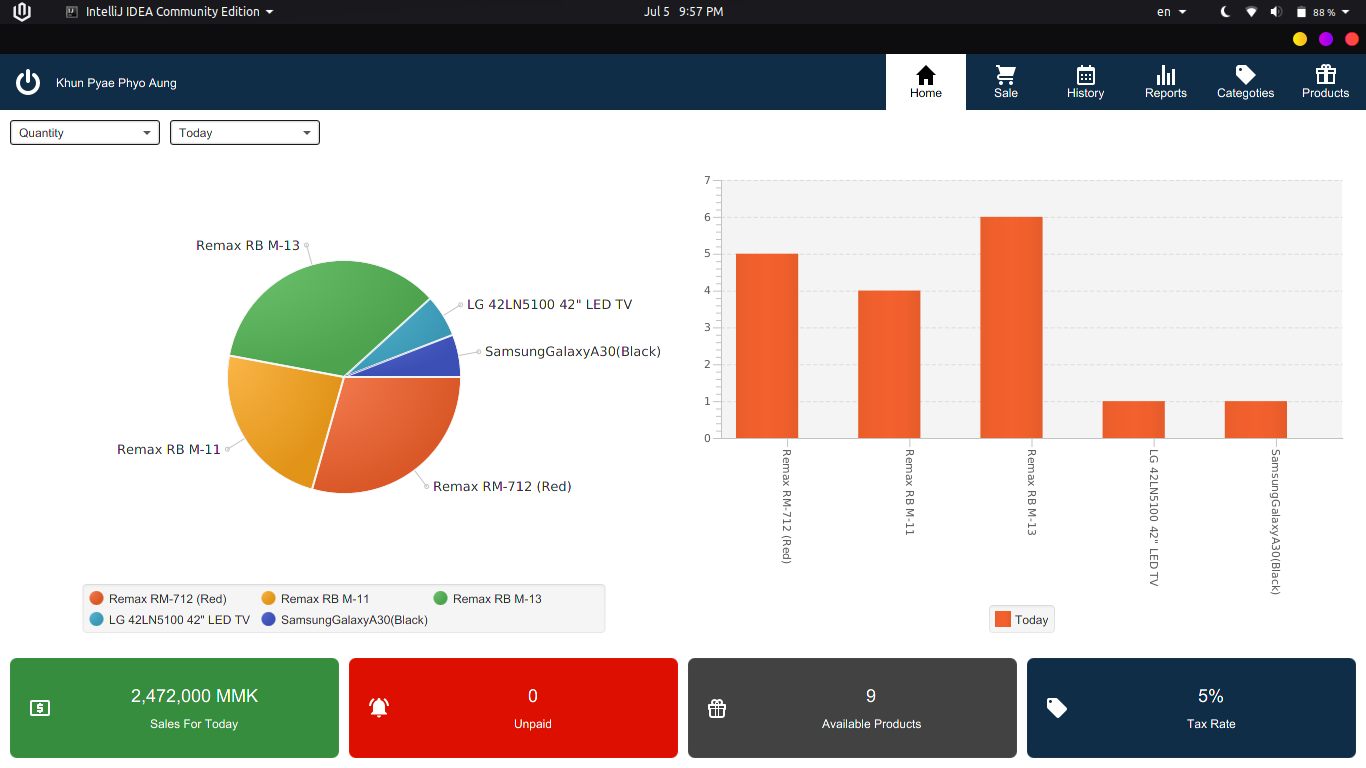 IntelliJ IDEA Community Edition Jul 5 9:57 PM en 88 %
Khun Pyae Phyo Aung
Home Sale History Reports Categoties Products
Quantity Today
Remax RB M-13
LG 42LN5100 42" LED TV
SamsungGalaxyA30(Black)
Remax RB M-11
Remax RM-712 (Red)
Remax RM-712 (Red) Remax RB M-11 Remax RB M-13
LG 42LN5100 42" LED TV SamsungGalaxyA30(Black)
7
6
5
4
3
2
1
0
Remax RM-712 (Red)
Remax RB M-11
Remax RB M-13
LG 42LN5100 42" LED TV
SamsungGalaxyA30(Black)
Today
2,472,000 MMK
Sales For Today
0
Unpaid
9
Available Products
5%
Tax Rate